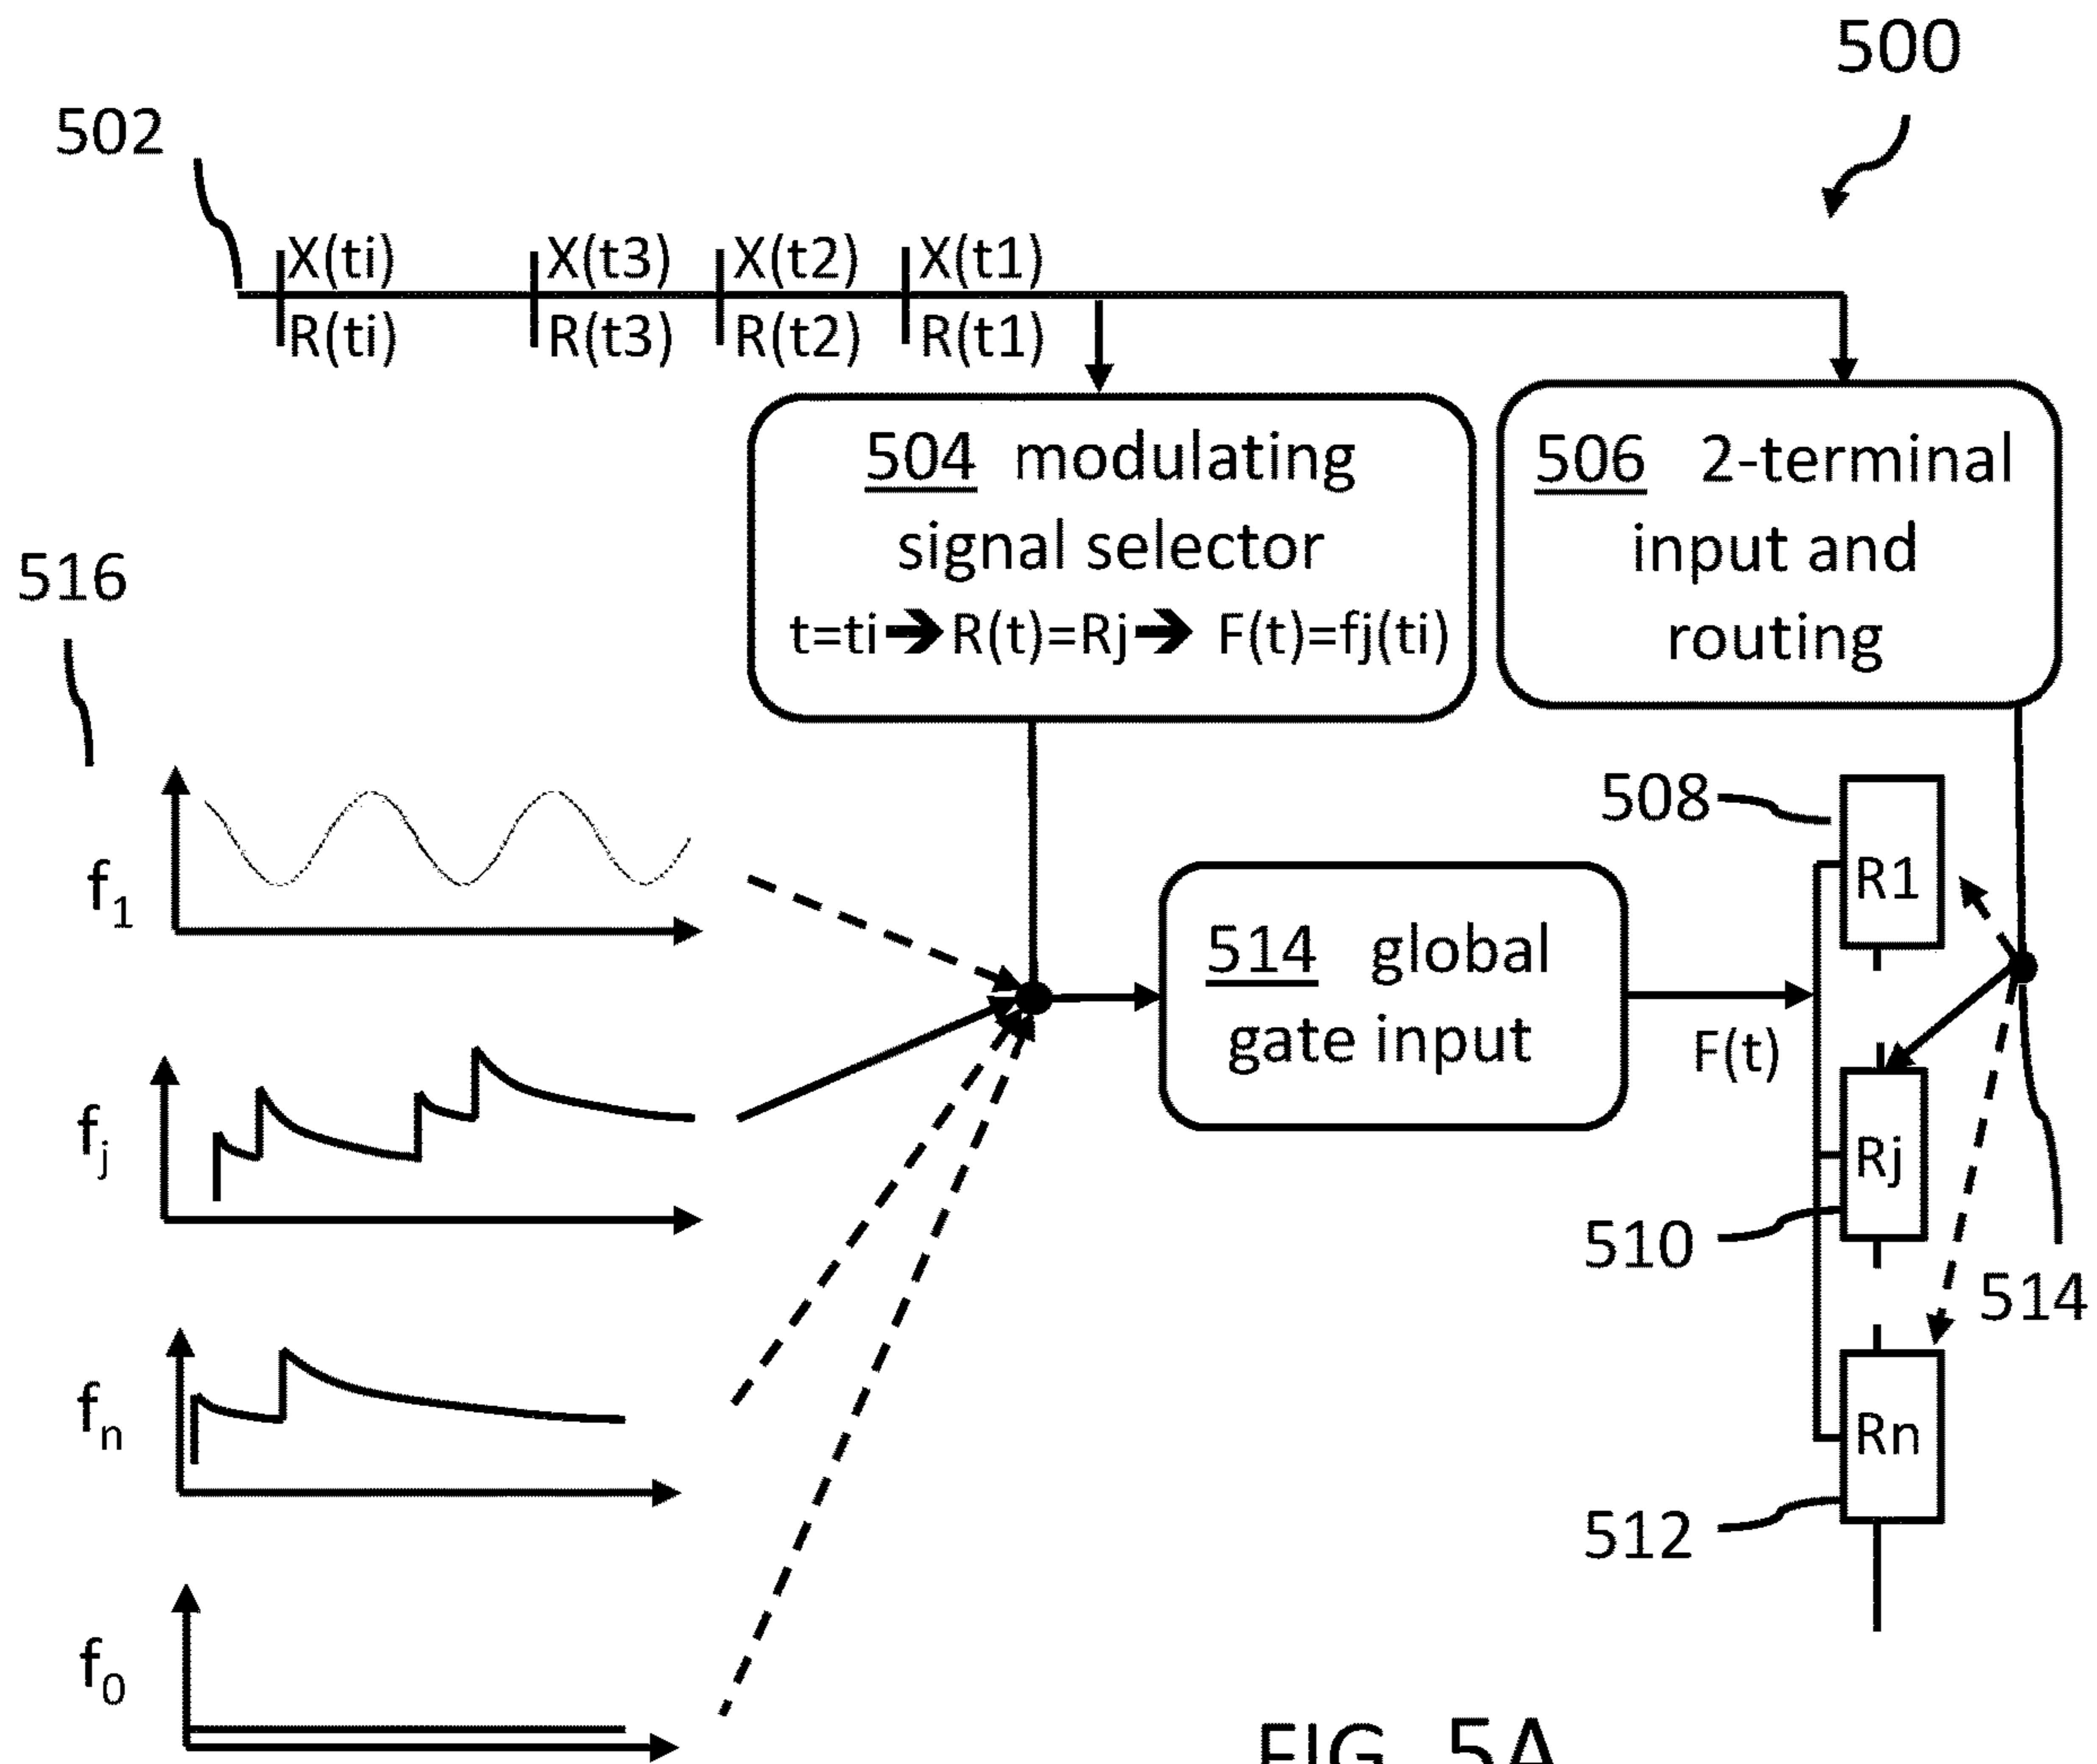 500
502
X(ti) X(t3) X(t2) X(t1)
R(ti) R(t3) R(t2) R(t1)
504 modulating
signal selector
t=ti➔R(t)=Rj➔ F(t)=fj(ti)
506 2-terminal
input and
routing
516
f1
fj
fn
f0
514 global
gate input
F(t)
508
R1
Rj
510
514
Rn
512
FIG. 5A